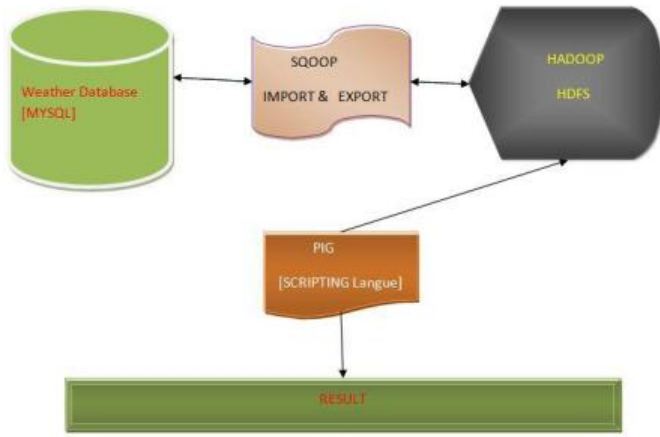 Weather Database
[MYSQL]
SQOOP
IMPORT & EXPORT
HADOOP
HDFS
PIG
[SCRIPTING Langue]
RESULT